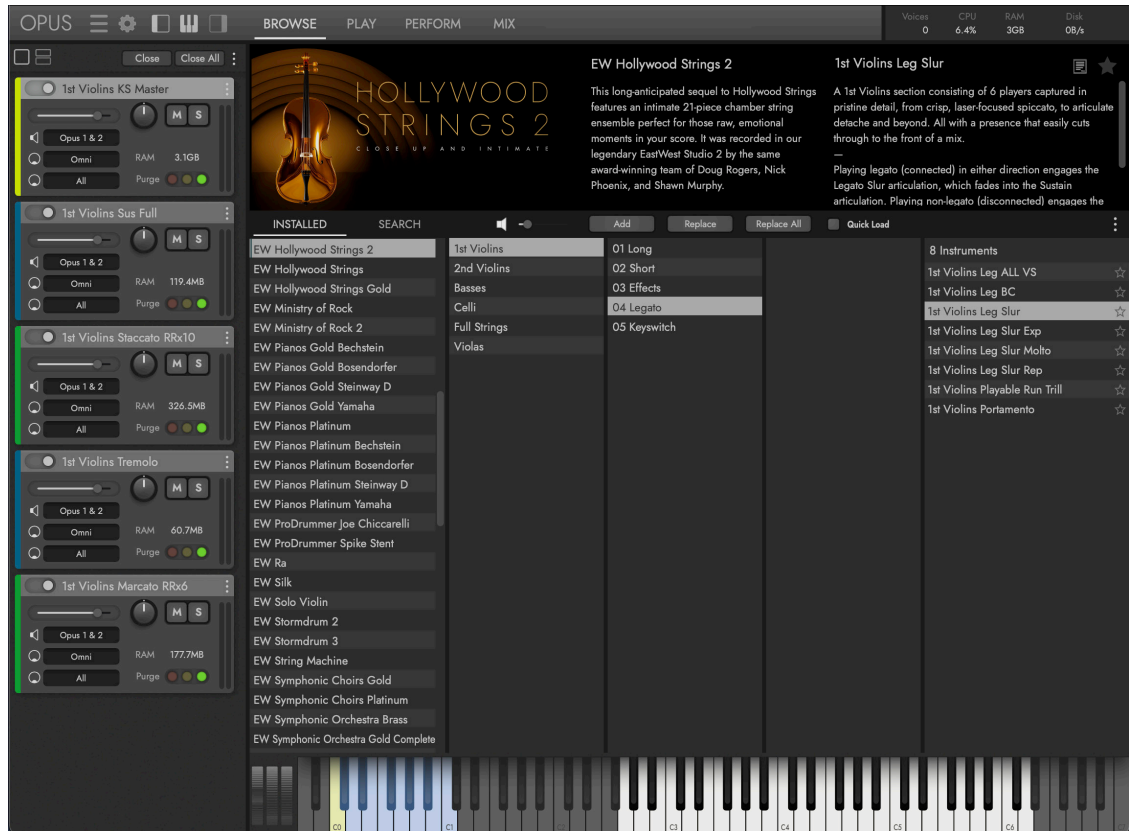 OPUS
BROWSE PLAY PERFORM MIX
Voices CPU RAM Disk
0 6.4% 3GB 0B/s
Close Close All
1st Violins KS Master
M S
Opus 1 & 2
Omni RAM 3.1GB
All Purge
1st Violins Sus Full
M S
Opus 1 & 2
Omni RAM 119.4MB
All Purge
1st Violins Staccato RRx10
M S
Opus 1 & 2
Omni RAM 326.5MB
All Purge
1st Violins Tremolo
M S
Opus 1 & 2
Omni RAM 60.7MB
All Purge
1st Violins Marcato RRx6
M S
Opus 1 & 2
Omni RAM 177.7MB
All Purge
HOLLYWOOD
STRINGS 2
CLOSE UP AND INTIMATE
EW Hollywood Strings 2
This long-anticipated sequel to Hollywood Strings
features an intimate 21-piece chamber string
ensemble perfect for those raw, emotional
moments in your score. It was recorded in our
legendary EastWest Studio 2 by the same
award-winning team of Doug Rogers, Nick
Phoenix, and Shawn Murphy.
1st Violins Leg Slur
A 1st Violins section consisting of 6 players captured in
pristine detail, from crisp, laser-focused spiccato, to articulate
detache and beyond. All with a presence that easily cuts
through to the front of a mix.
—
Playing legato (connected) in either direction engages the
Legato Slur articulation, which fades into the Sustain
articulation. Playing non-legato (disconnected) engages the
INSTALLED SEARCH Add Replace Replace All Quick Load
EW Hollywood Strings 2
EW Hollywood Strings
EW Hollywood Strings Gold
EW Ministry of Rock
EW Ministry of Rock 2
EW Pianos Gold Bechstein
EW Pianos Gold Bosendorfer
EW Pianos Gold Steinway D
EW Pianos Gold Yamaha
EW Pianos Platinum
EW Pianos Platinum Bechstein
EW Pianos Platinum Bosendorfer
EW Pianos Platinum Steinway D
EW Pianos Platinum Yamaha
EW ProDrummer Joe Chiccarelli
EW ProDrummer Spike Stent
EW Ra
EW Silk
EW Solo Violin
EW Stormdrum 2
EW Stormdrum 3
EW String Machine
EW Symphonic Choirs Gold
EW Symphonic Choirs Platinum
EW Symphonic Orchestra Brass
EW Symphonic Orchestra Gold Complete
1st Violins
2nd Violins
Basses
Celli
Full Strings
Violas
01 Long
02 Short
03 Effects
04 Legato
05 Keyswitch
8 Instruments
1st Violins Leg ALL VS
1st Violins Leg BC
1st Violins Leg Slur
1st Violins Leg Slur Exp
1st Violins Leg Slur Molto
1st Violins Leg Slur Rep
1st Violins Playable Run Trill
1st Violins Portamento
C0 C1 C2 C3 C4 C5 C6